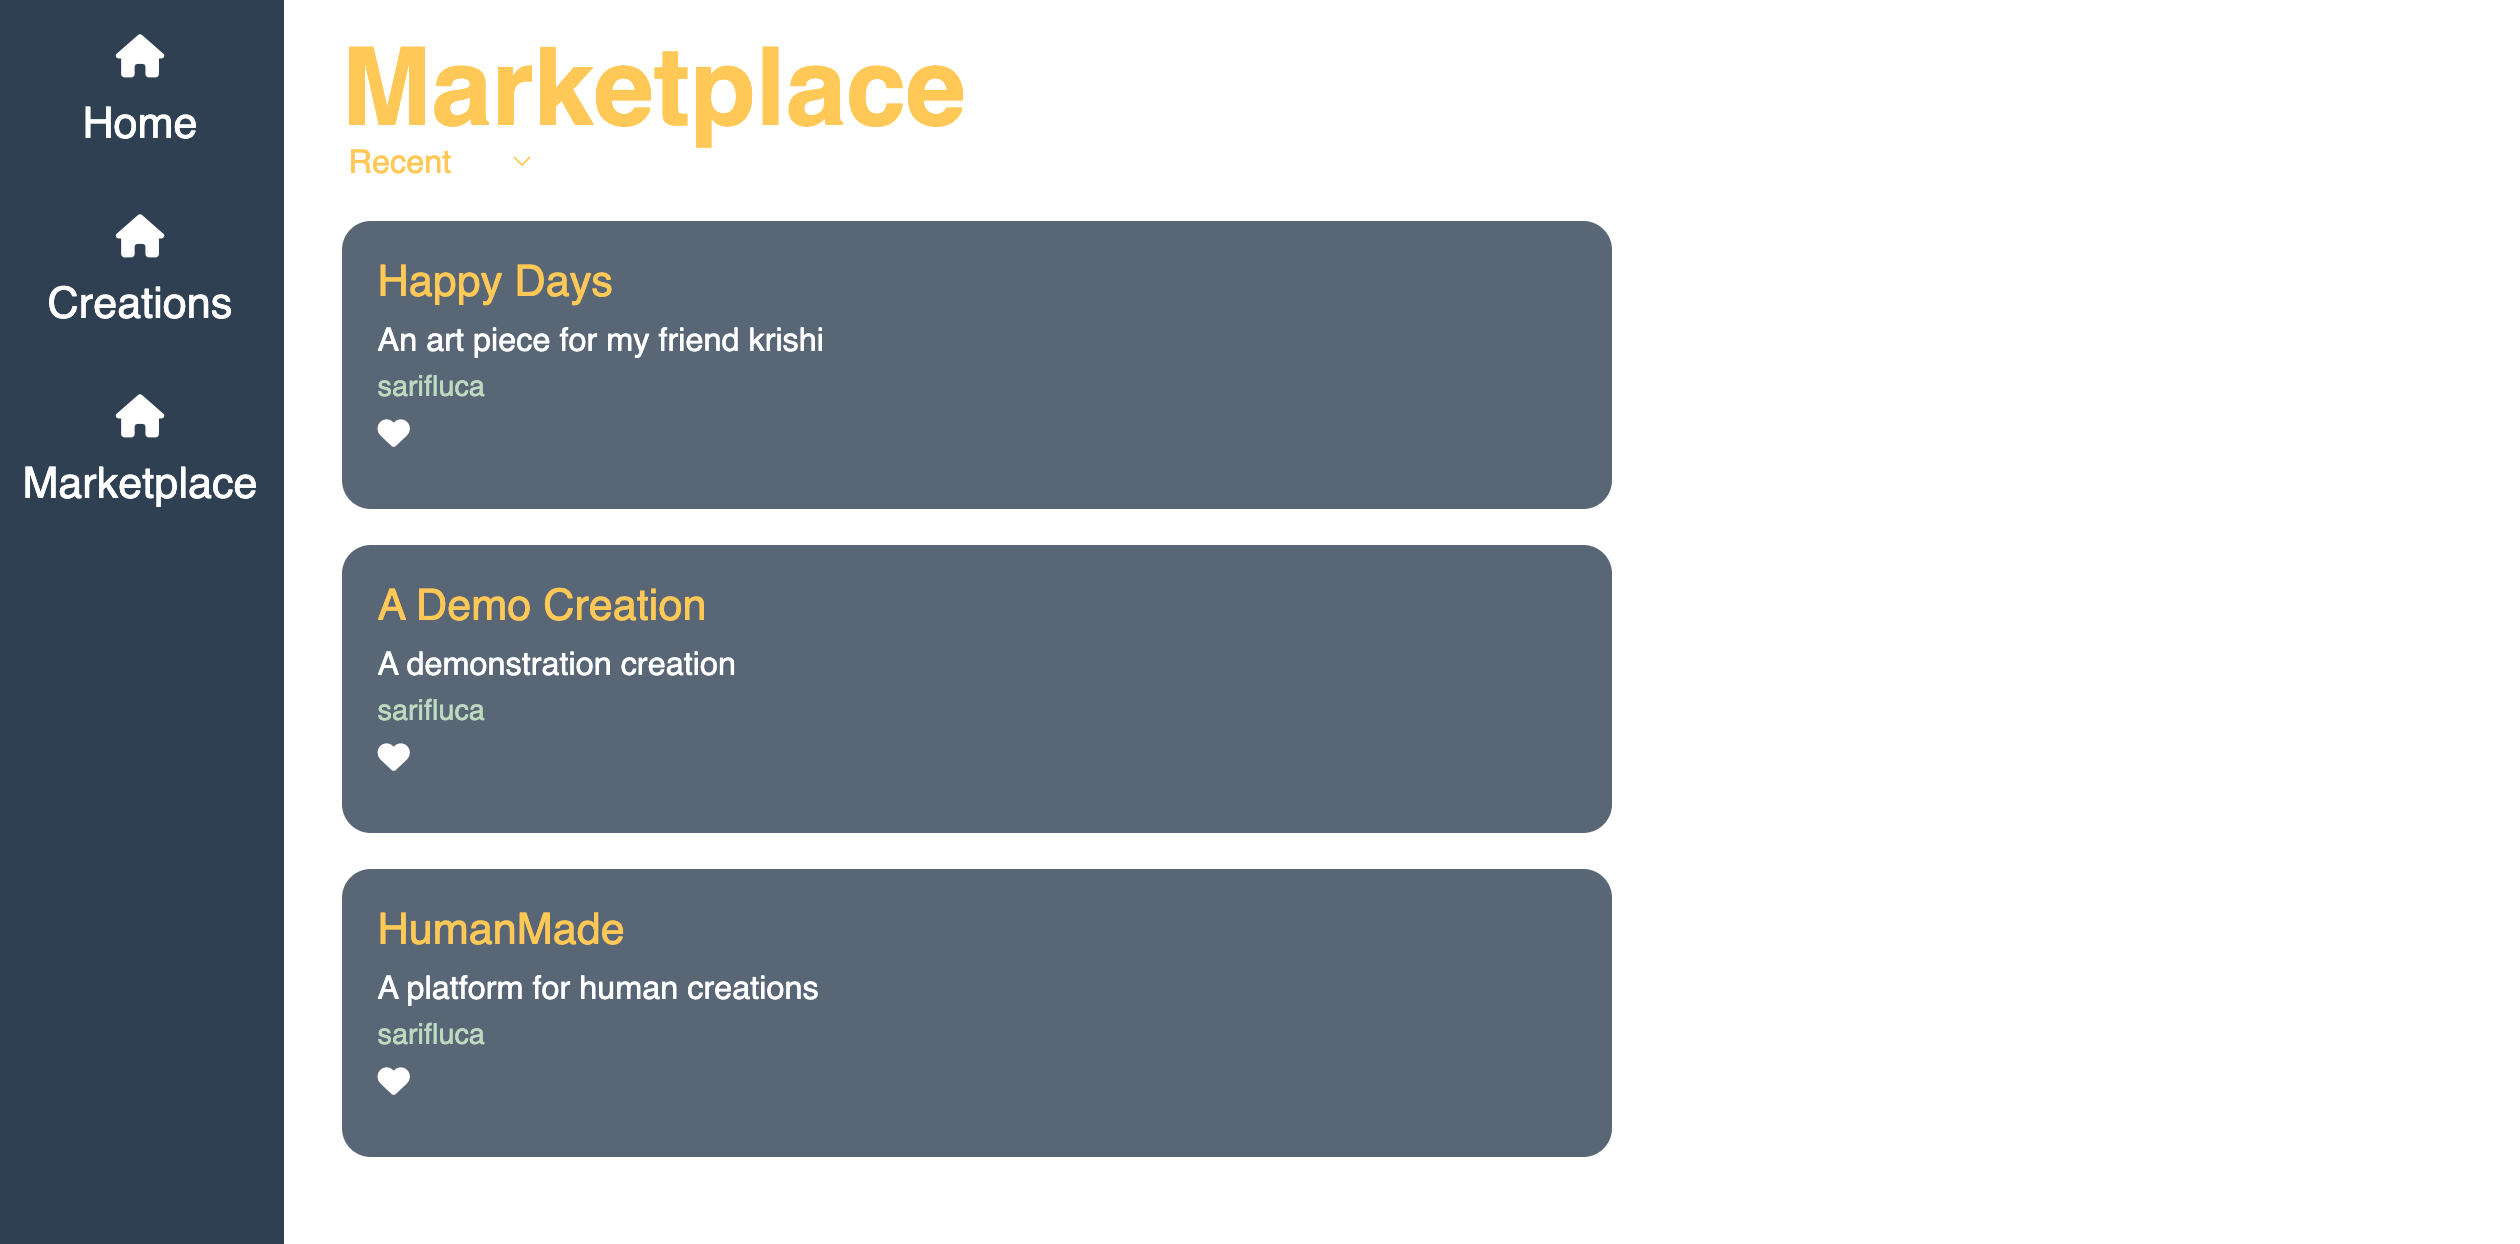 Home
Creations
Marketplace
Marketplace
Recent
Happy Days
An art piece for my friend krishi
sarifluca
A Demo Creation
A demonstration creation
sarifluca
HumanMade
A platform for human creations
sarifluca